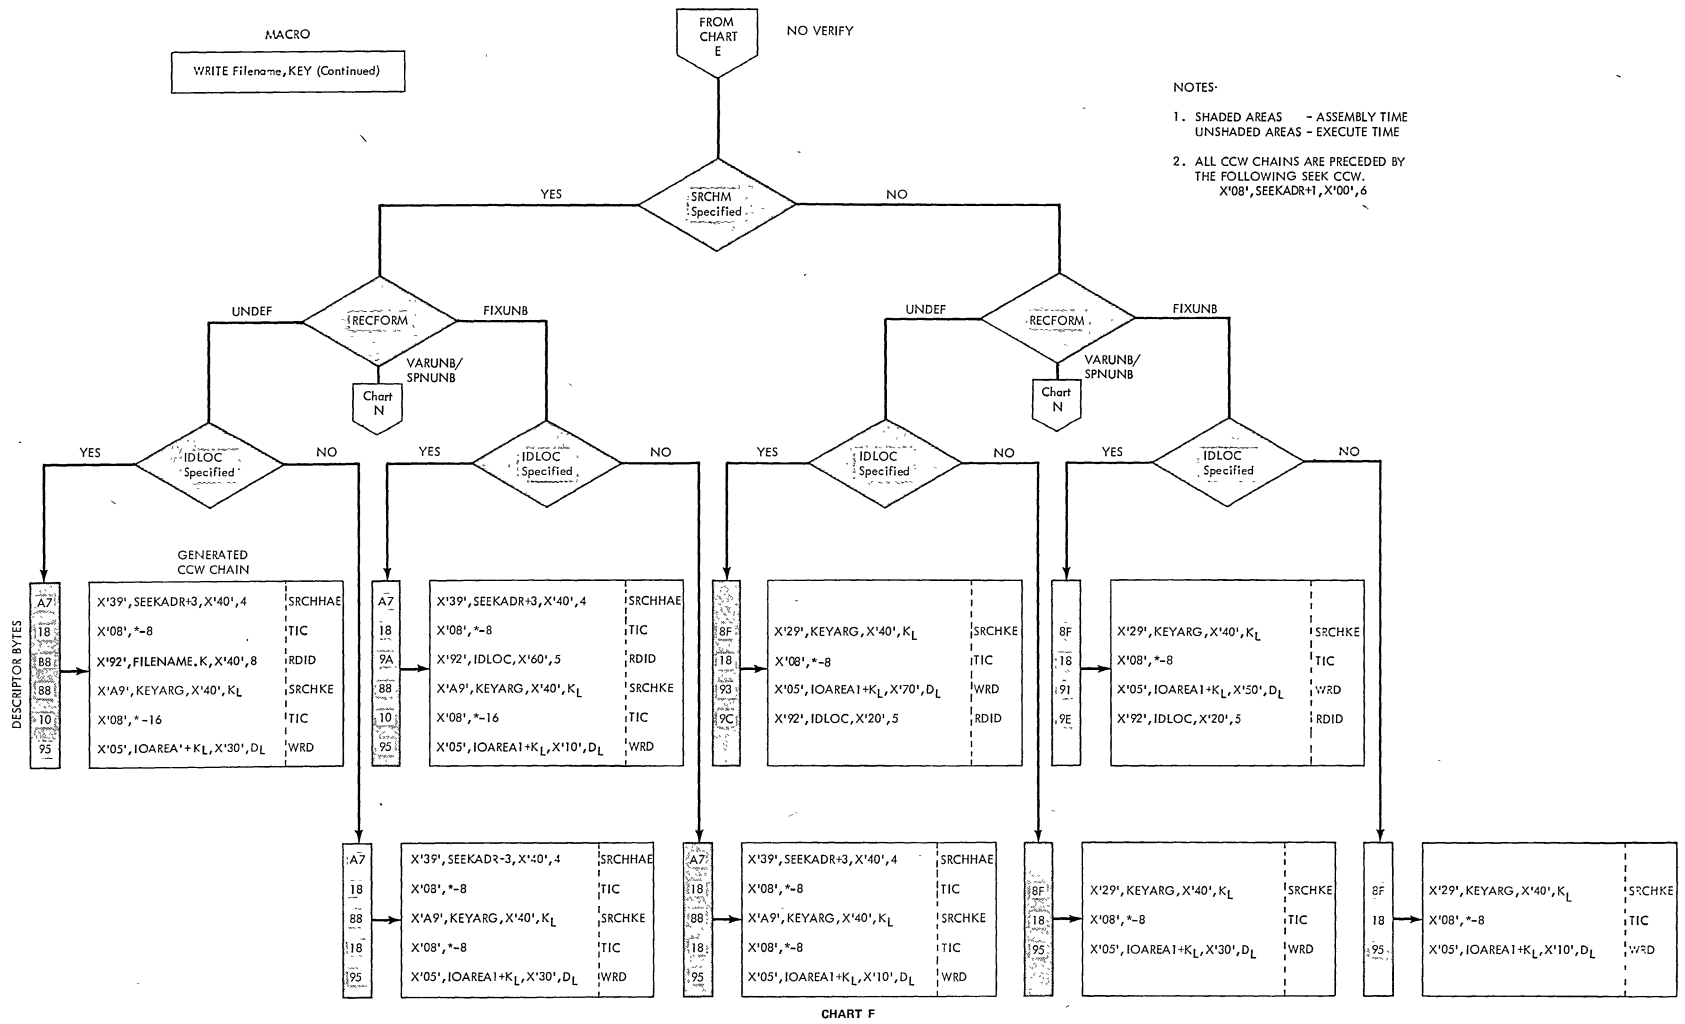 MACRO
WRITE Filename,KEY (Continued)
FROM
CHART
E
NO VERIFY
NOTES·
1. SHADED AREAS - ASSEMBLY TIME
UNSHADED AREAS - EXECUTE TIME
2. ALL CCW CHAINS ARE PRECEDED BY
THE FOLLOWING SEEK CCW.
X'08',SEEKADR+1,X'00',6
YES
SRCHM
Specified
NO
UNDEF
RECFORM
FIXUNB
VARUNB/
SPNUNB
Chart
N
UNDEF
RECFORM
FIXUNB
VARUNB/
SPNUNB
Chart
N
YES
IDLOC
Specified
NO
YES
IDLOC
Specified
NO
YES
IDLOC
Specified
NO
YES
IDLOC
Specified
NO
GENERATED
CCW CHAIN
DESCRIPTOR BYTES
A7 X'39',SEEKADR+3,X'40',4 SRCHHAE
18 X'08',*-8 TIC
B8 X'92',FILENAME.K,X'40',8 RDID
88 X'A9',KEYARG,X'40',KL SRCHKE
10 X'08',*-16 TIC
95 X'05',IOAREA'+KL,X'30',DL WRD
A7 X'39',SEEKADR+3,X'40',4 SRCHHAE
18 X'08',*-8 TIC
9A X'92',IDLOC,X'60',5 RDID
88 X'A9',KEYARG,X'40',KL SRCHKE
10 X'08',*-16 TIC
95 X'05',IOAREA1+KL,X'10',DL WRD
8F X'29',KEYARG,X'40',KL SRCHKE
18 X'08',*-8 TIC
93 X'05',IOAREA1+KL,X'70',DL WRD
9C X'92',IDLOC,X'20',5 RDID
8F X'29',KEYARG,X'40',KL SRCHKE
18 X'08',*-8 TIC
91 X'05',IOAREA1+KL,X'50',DL WRD
9E X'92',IDLOC,X'20',5 RDID
A7 X'39',SEEKADR-3,X'40',4 SRCHHAE
18 X'08',*-8 TIC
88 X'A9',KEYARG,X'40',KL SRCHKE
18 X'08',*-8 TIC
95 X'05',IOAREA1+KL,X'30',DL WRD
A7 X'39',SEEKADR+3,X'40',4 SRCHHAE
18 X'08',*-8 TIC
88 X'A9',KEYARG,X'40',KL SRCHKE
18 X'08',*-8 TIC
95 X'05',IOAREA1+KL,X'10',DL WRD
8F X'29',KEYARG,X'40',KL SRCHKE
18 X'08',*-8 TIC
95 X'05',IOAREA1+KL,X'30',DL WRD
8F X'29',KEYARG,X'40',KL SRCHKE
18 X'08',*-8 TIC
95 X'05',IOAREA1+KL,X'10',DL WRD
CHART F